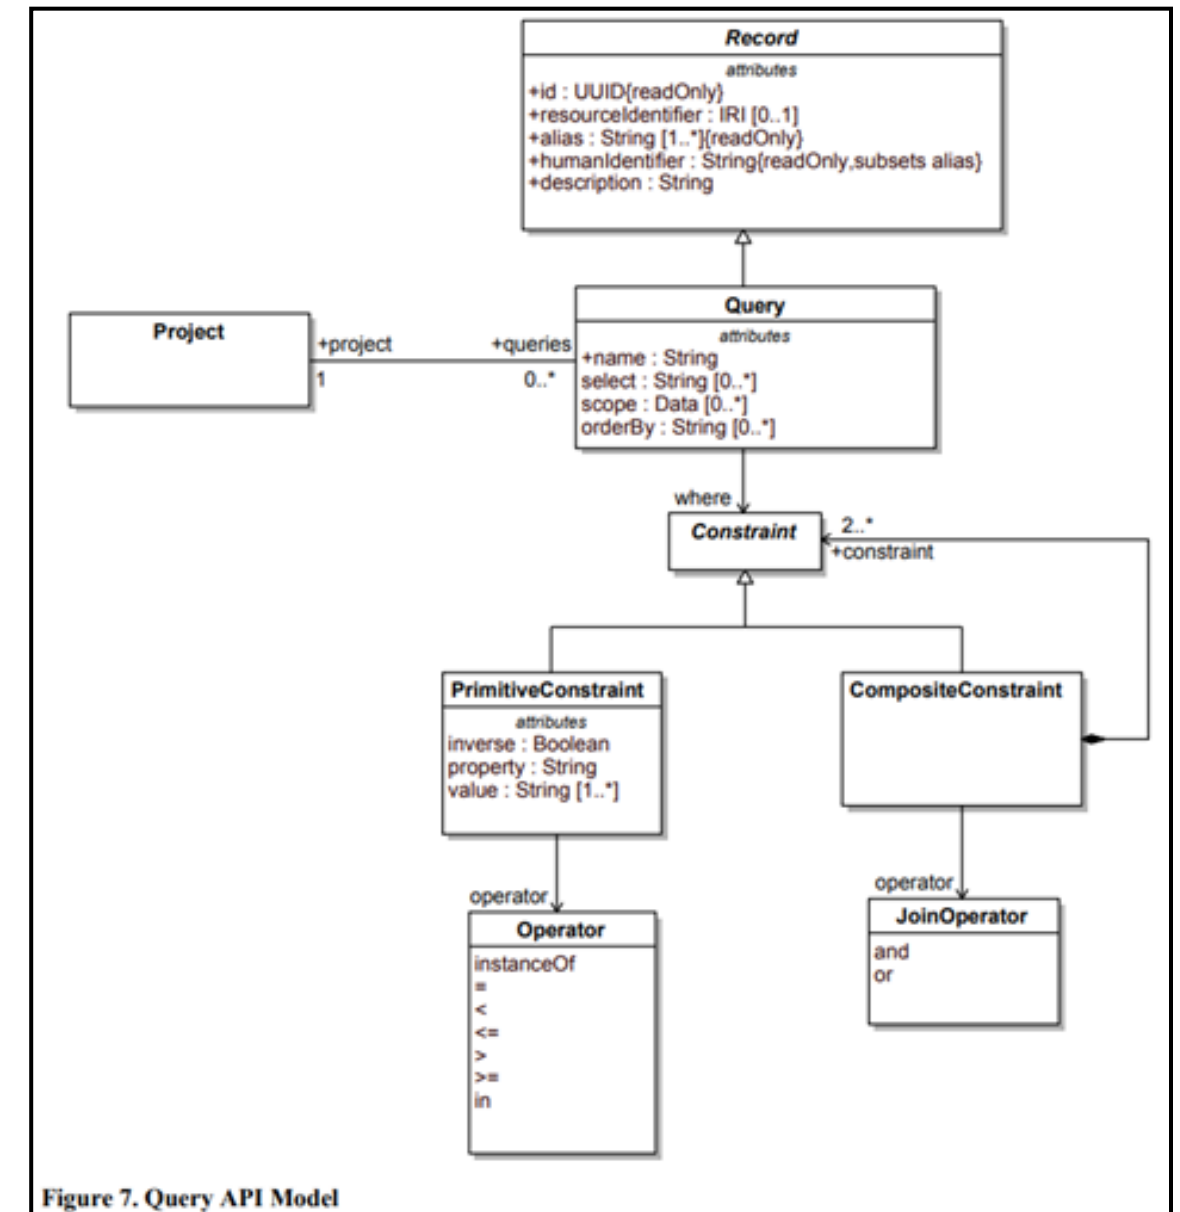 Record
attributes
+id : UUID{readOnly}
+resourceIdentifier : IRI [0..1]
+alias : String [1..*]{readOnly}
+humanIdentifier : String{readOnly,subsets alias}
+description : String
Project
+project
1
+queries
0..*
Query
attributes
+name : String
select : String [0..*]
scope : Data [0..*]
orderBy : String [0..*]
where
Constraint
2..*
+constraint
PrimitiveConstraint
attributes
inverse : Boolean
property : String
value : String [1..*]
CompositeConstraint
operator
Operator
instanceOf
=
<
<=
>
>=
in
operator
JoinOperator
and
or
Figure 7. Query API Model